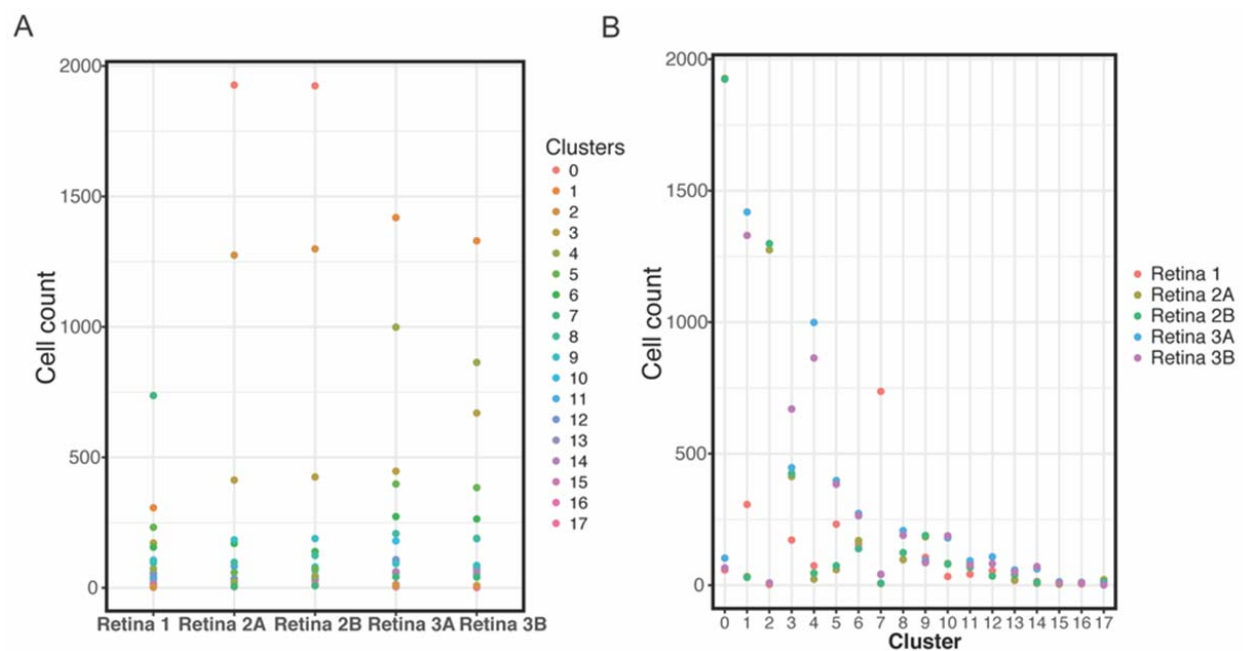 A
Cell count
2000
1500
1000
500
0
Retina 1 Retina 2A Retina 2B Retina 3A Retina 3B
Clusters
0
1
2
3
4
5
6
7
8
9
10
11
12
13
14
15
16
17
B
Cell count
2000
1500
1000
500
0
0 1 2 3 4 5 6 7 8 9 10 11 12 13 14 15 16 17
Cluster
Retina 1
Retina 2A
Retina 2B
Retina 3A
Retina 3B